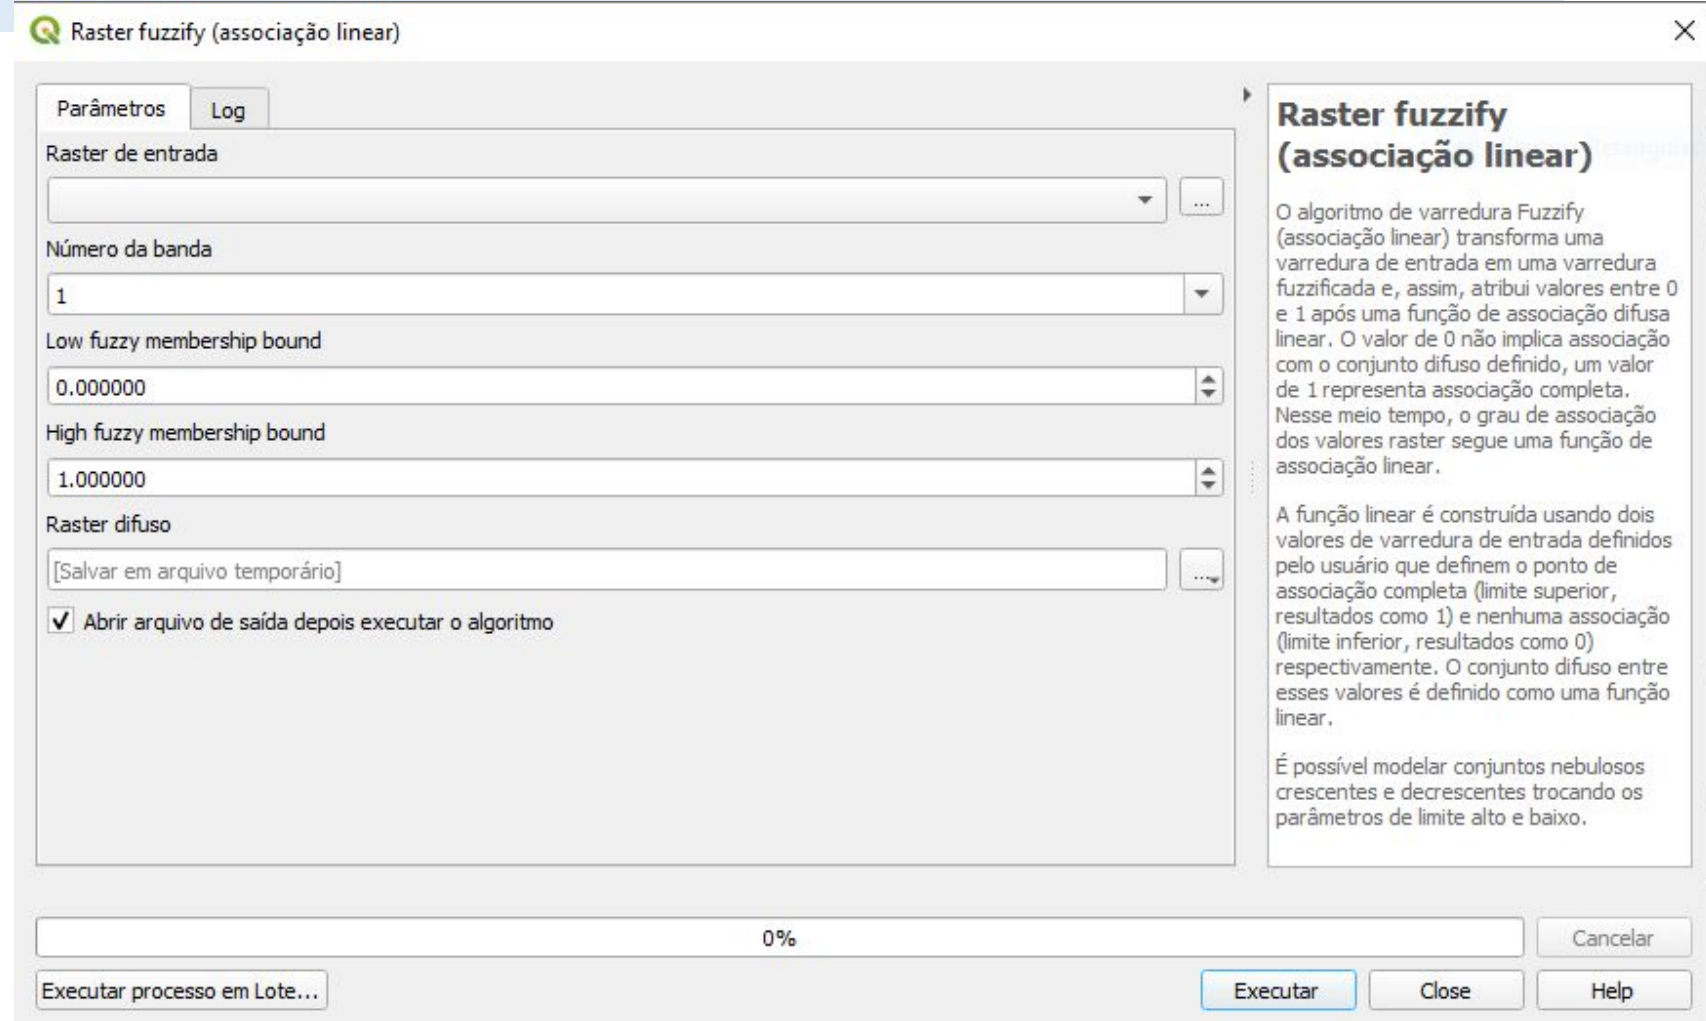 Raster fuzzify (associação linear)
Parâmetros
Log
Raster de entrada
...
Número da banda
1
Low fuzzy membership bound
0.000000
High fuzzy membership bound
1.000000
Raster difuso
[Salvar em arquivo temporário]
...
Abrir arquivo de saída depois executar o algoritmo
Raster fuzzify
(associação linear)
O algoritmo de varredura Fuzzify
(associação linear) transforma uma
varredura de entrada em uma varredura
fuzzificada e, assim, atribui valores entre 0
e 1 após uma função de associação difusa
linear. O valor de 0 não implica associação
com o conjunto difuso definido, um valor
de 1 representa associação completa.
Nesse meio tempo, o grau de associação
dos valores raster segue uma função de
associação linear.
A função linear é construída usando dois
valores de varredura de entrada definidos
pelo usuário que definem o ponto de
associação completa (limite superior,
resultados como 1) e nenhuma associação
(limite inferior, resultados como 0)
respectivamente. O conjunto difuso entre
esses valores é definido como uma função
linear.
É possível modelar conjuntos nebulosos
crescentes e decrescentes trocando os
parâmetros de limite alto e baixo.
0%
Cancelar
Executar processo em Lote...
Executar
Close
Help